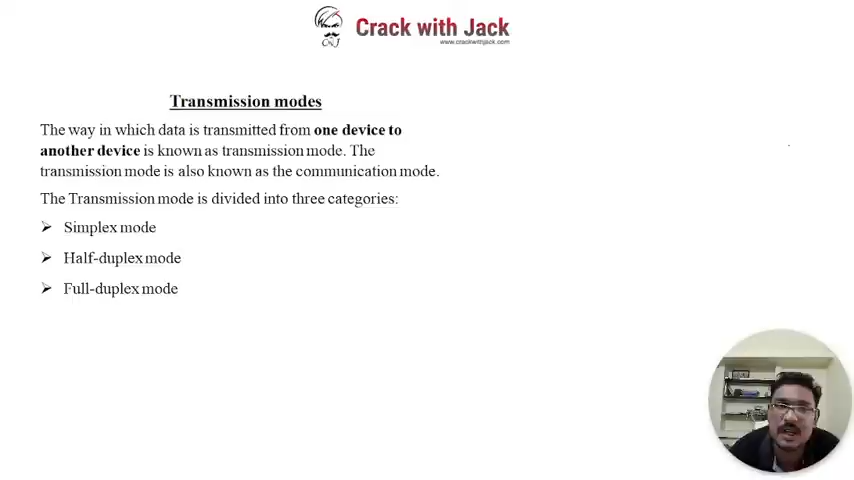 Crack with Jack
www.crackwithjack.com
CWJ
Transmission modes
The way in which data is transmitted from one device to
another device is known as transmission mode. The
transmission mode is also known as the communication mode.
The Transmission mode is divided into three categories:
Simplex mode
Half-duplex mode
Full-duplex mode